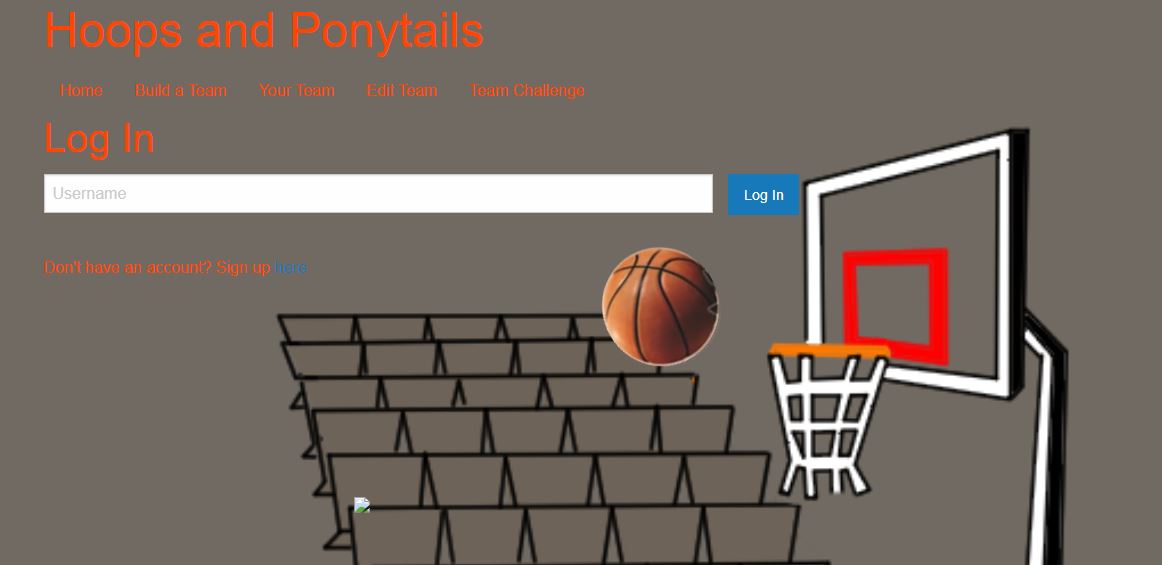 Hoops and Ponytails
Home Build a Team Your Team Edit Team Team Challenge
Log In
Username Log In
Don't have an account? Sign up here